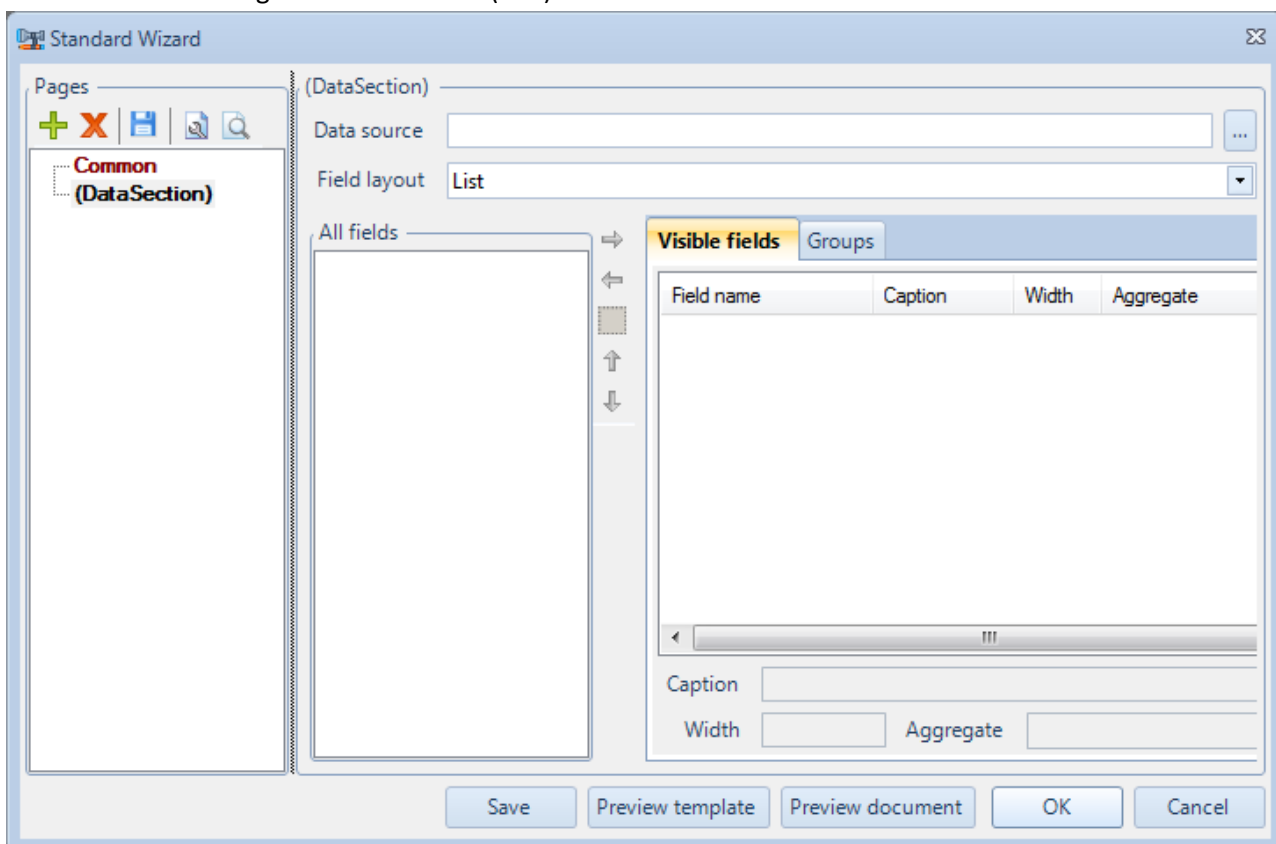 Standard Wizard
Pages
Common
(DataSection)
(DataSection)
Data source
...
Field layout List
All fields
Visible fields Groups
Field name Caption Width Aggregate
Caption
Width Aggregate
Save Preview template Preview document OK Cancel